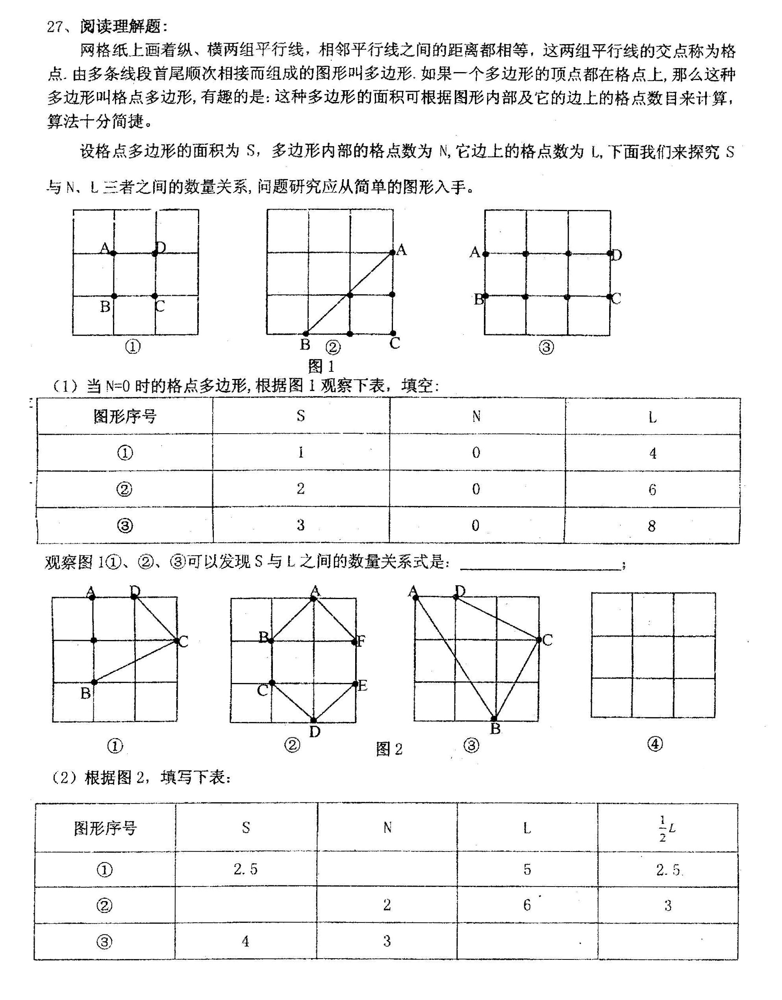 27、阅读理解题：
网格纸上画着纵、横两组平行线，相邻平行线之间的距离都相等，这两组平行线的交点称为格
点.由多条线段首尾顺次相接而组成的图形叫多边形.如果一个多边形的顶点都在格点上,那么这种
多边形叫格点多边形,有趣的是:这种多边形的面积可根据图形内部及它的边上的格点数目来计算,
算法十分简捷。
设格点多边形的面积为 S，多边形内部的格点数为 N,它边上的格点数为 L,下面我们来探究 S
与 N、L 三者之间的数量关系,问题研究应从简单的图形入手。
A D
B C
①
A
B C
②
A D
B C
③
图 1
（1）当 N=0 时的格点多边形,根据图 1 观察下表，填空:
图形序号 S N L
① 1 0 4
② 2 0 6
③ 3 0 8
观察图 1①、②、③可以发现 S 与 L 之间的数量关系式是: ____________;
A D
C
B
①
A
B F
C E
D
②
A D
C
B
③
④
图 2
（2）根据图 2，填写下表:
图形序号 S N L 1/2 L
① 2.5 5 2.5
② 2 6 3
③ 4 3